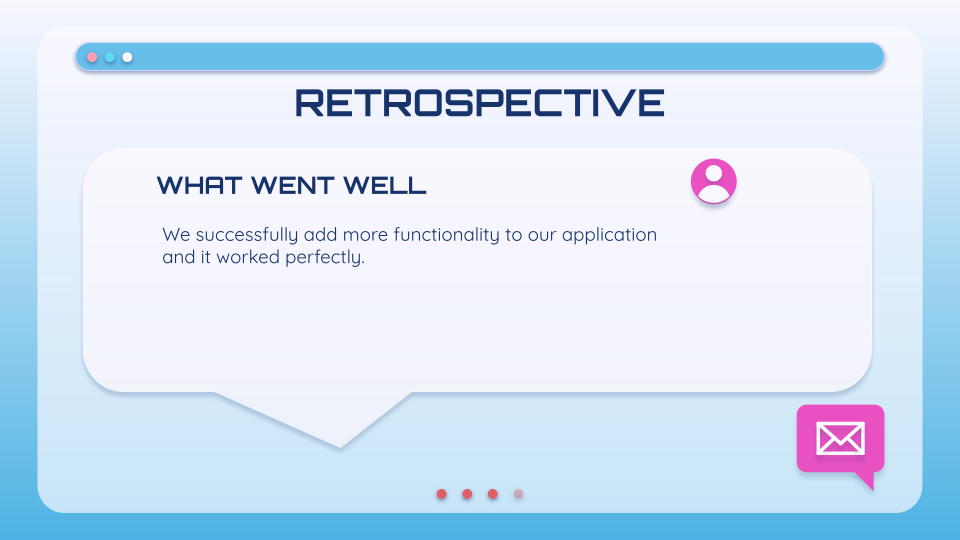 RETROSPECTIVE
WHAT WENT WELL
We successfully add more functionality to our application
and it worked perfectly.